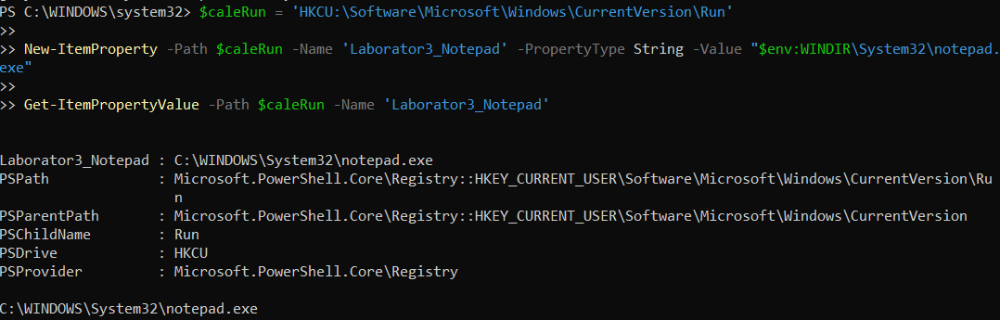 PS C:\WINDOWS\system32> $caleRun = 'HKCU:\Software\Microsoft\Windows\CurrentVersion\Run'
>>
>> New-ItemProperty -Path $caleRun -Name 'Laborator3_Notepad' -PropertyType String -Value "$env:WINDIR\System32\notepad.
exe"
>>
>> Get-ItemPropertyValue -Path $caleRun -Name 'Laborator3_Notepad'
Laborator3_Notepad : C:\WINDOWS\System32\notepad.exe
PSPath             : Microsoft.PowerShell.Core\Registry::HKEY_CURRENT_USER\Software\Microsoft\Windows\CurrentVersion\Ru
                     n
PSParentPath       : Microsoft.PowerShell.Core\Registry::HKEY_CURRENT_USER\Software\Microsoft\Windows\CurrentVersion
PSChildName        : Run
PSDrive            : HKCU
PSProvider         : Microsoft.PowerShell.Core\Registry
C:\WINDOWS\System32\notepad.exe